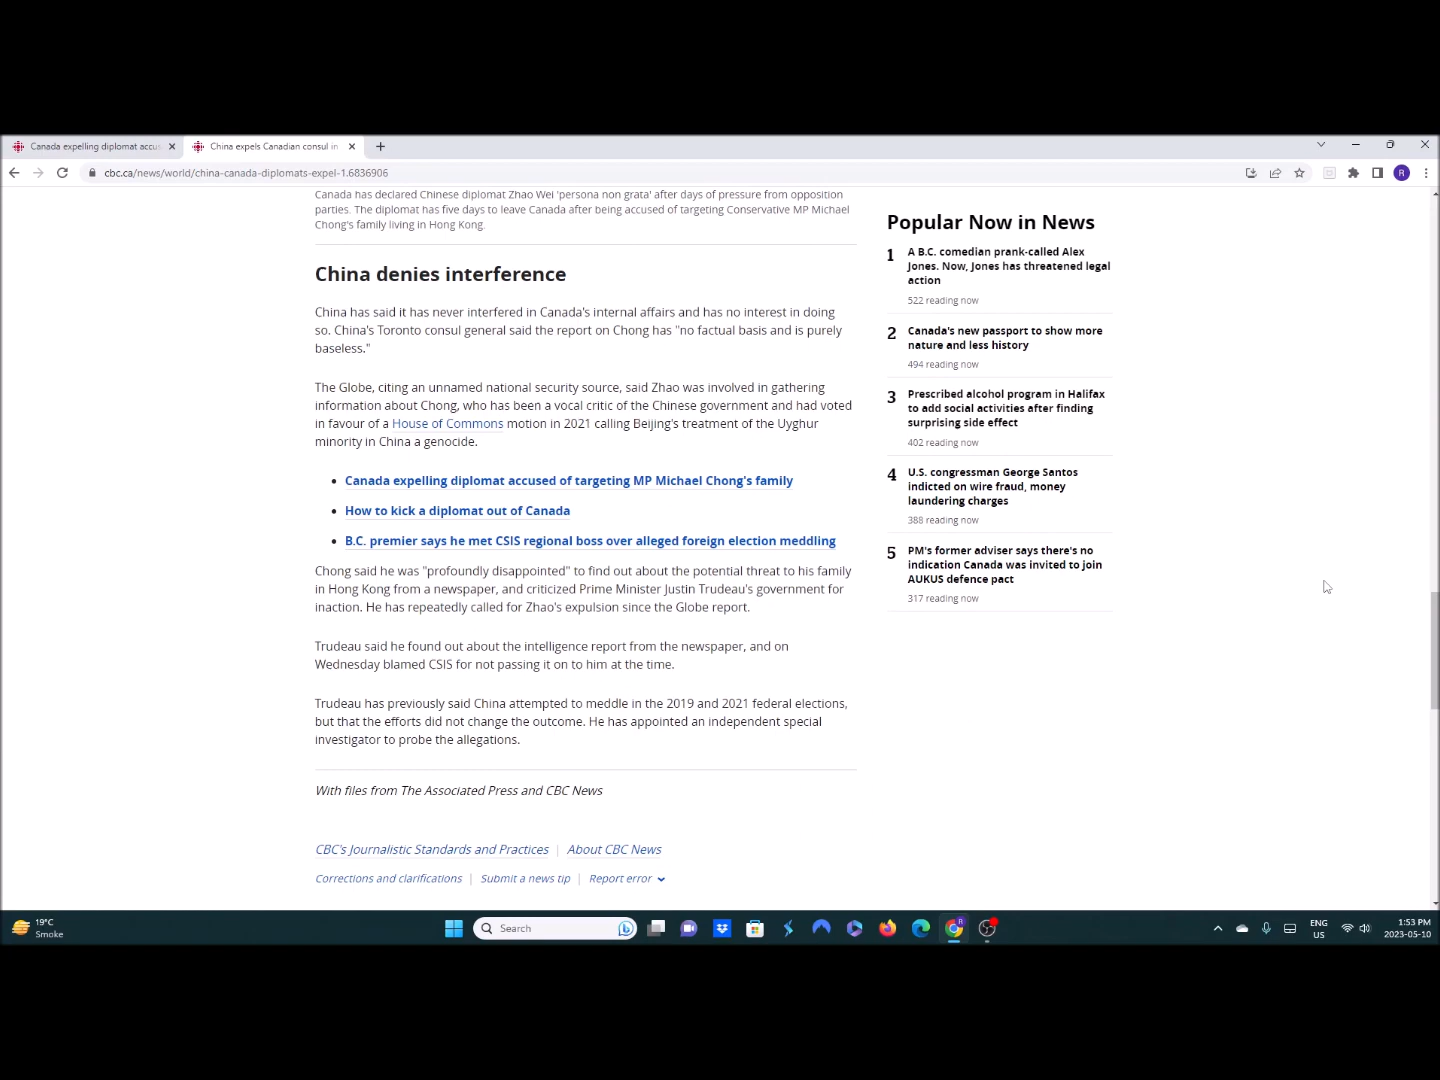 Canada expelling diplomat accus
China expels Canadian consul in
cbc.ca/news/world/china-canada-diplomats-expel-1.6836906
R
Canada has declared Chinese diplomat Zhao Wei 'persona non grata' after days of pressure from opposition
parties. The diplomat has five days to leave Canada after being accused of targeting Conservative MP Michael
Chong's family living in Hong Kong.
China denies interference
China has said it has never interfered in Canada's internal affairs and has no interest in doing
so. China's Toronto consul general said the report on Chong has "no factual basis and is purely
baseless."
The Globe, citing an unnamed national security source, said Zhao was involved in gathering
information about Chong, who has been a vocal critic of the Chinese government and had voted
in favour of a House of Commons motion in 2021 calling Beijing's treatment of the Uyghur
minority in China a genocide.
Canada expelling diplomat accused of targeting MP Michael Chong's family
How to kick a diplomat out of Canada
B.C. premier says he met CSIS regional boss over alleged foreign election meddling
Chong said he was "profoundly disappointed" to find out about the potential threat to his family
in Hong Kong from a newspaper, and criticized Prime Minister Justin Trudeau's government for
inaction. He has repeatedly called for Zhao's expulsion since the Globe report.
Trudeau said he found out about the intelligence report from the newspaper, and on
Wednesday blamed CSIS for not passing it on to him at the time.
Trudeau has previously said China attempted to meddle in the 2019 and 2021 federal elections,
but that the efforts did not change the outcome. He has appointed an independent special
investigator to probe the allegations.
With files from The Associated Press and CBC News
CBC's Journalistic Standards and Practices | About CBC News
Corrections and clarifications | Submit a news tip | Report error
Popular Now in News
1 A B.C. comedian prank-called Alex
Jones. Now, Jones has threatened legal
action
522 reading now
2 Canada's new passport to show more
nature and less history
494 reading now
3 Prescribed alcohol program in Halifax
to add social activities after finding
surprising side effect
402 reading now
4 U.S. congressman George Santos
indicted on wire fraud, money
laundering charges
388 reading now
5 PM's former adviser says there's no
indication Canada was invited to join
AUKUS defence pact
317 reading now
19°C
Smoke
Search
ENG
US
1:53 PM
2023-05-10